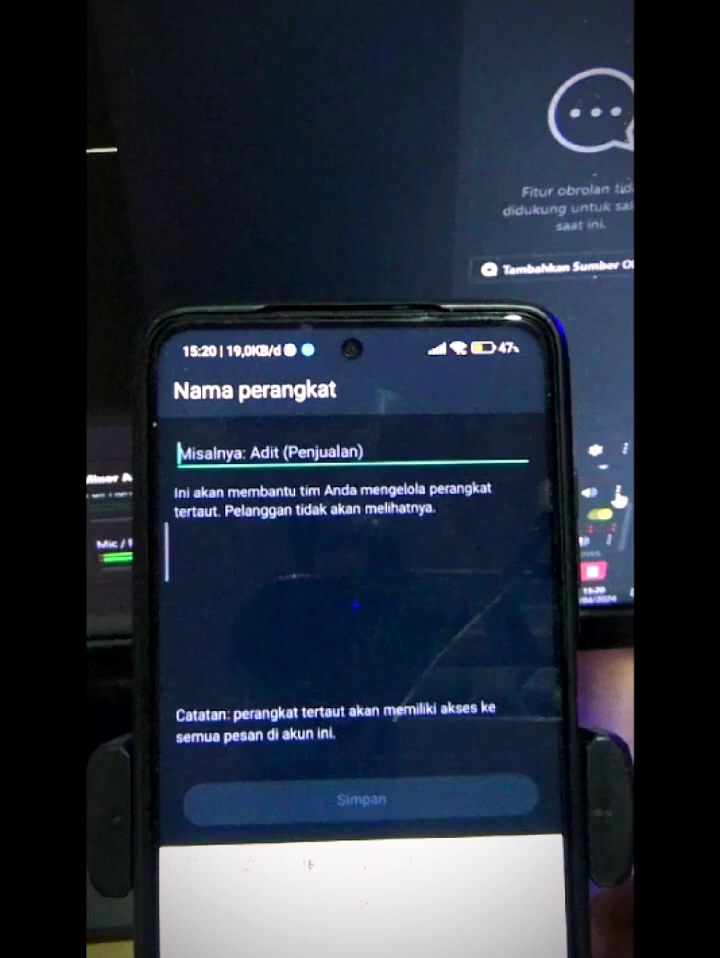 Fitur obrolan
didukung untuk
saat ini.
Tambahkan Sumber
15:20 | 19,0KB/d
47%
Nama perangkat
Misalnya: Adit (Penjualan)
Ini akan membantu tim Anda mengelola perangkat
tertaut. Pelanggan tidak akan melihatnya.
Mic /
15:20
Catatan: perangkat tertaut akan memiliki akses ke
semua pesan di akun ini.
Simpan